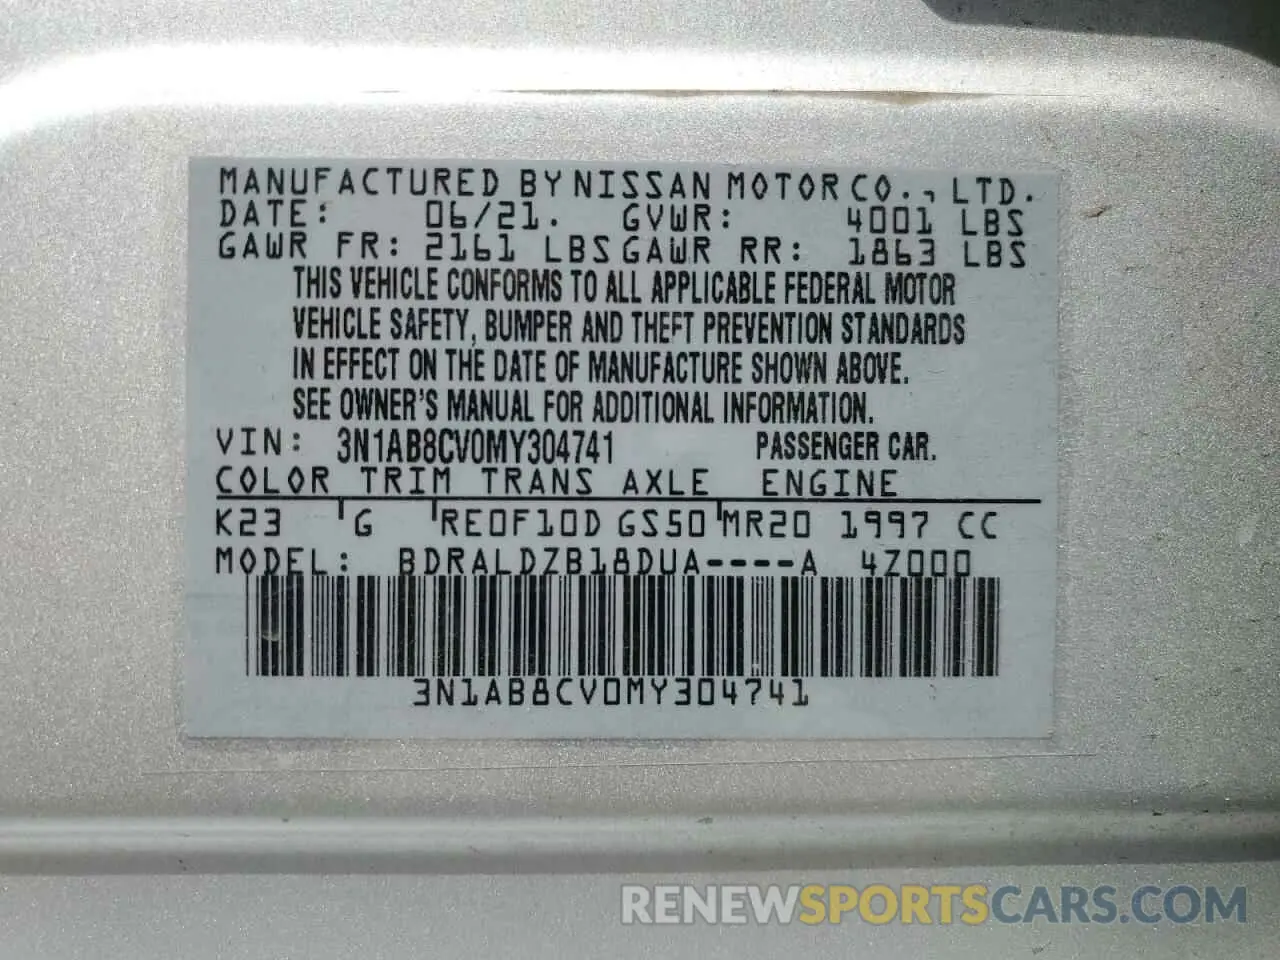 MANUFACTURED BY NISSAN MOTOR CO., LTD.
DATE: 06/21. GVWR: 4001 LBS
GAWR FR: 2161 LBS GAWR RR: 1863 LBS
THIS VEHICLE CONFORMS TO ALL APPLICABLE FEDERAL MOTOR
VEHICLE SAFETY, BUMPER AND THEFT PREVENTION STANDARDS
IN EFFECT ON THE DATE OF MANUFACTURE SHOWN ABOVE.
SEE OWNER'S MANUAL FOR ADDITIONAL INFORMATION.
VIN: 3N1AB8CV0MY304741 PASSENGER CAR.
COLOR TRIM TRANS AXLE ENGINE
K23 G RE0F10D GS50 MR20 1997 CC
MODEL: BDRALDZB18DUA----A 4Z000
3N1AB8CV0MY304741
RENEWSPORTSCARS.COM